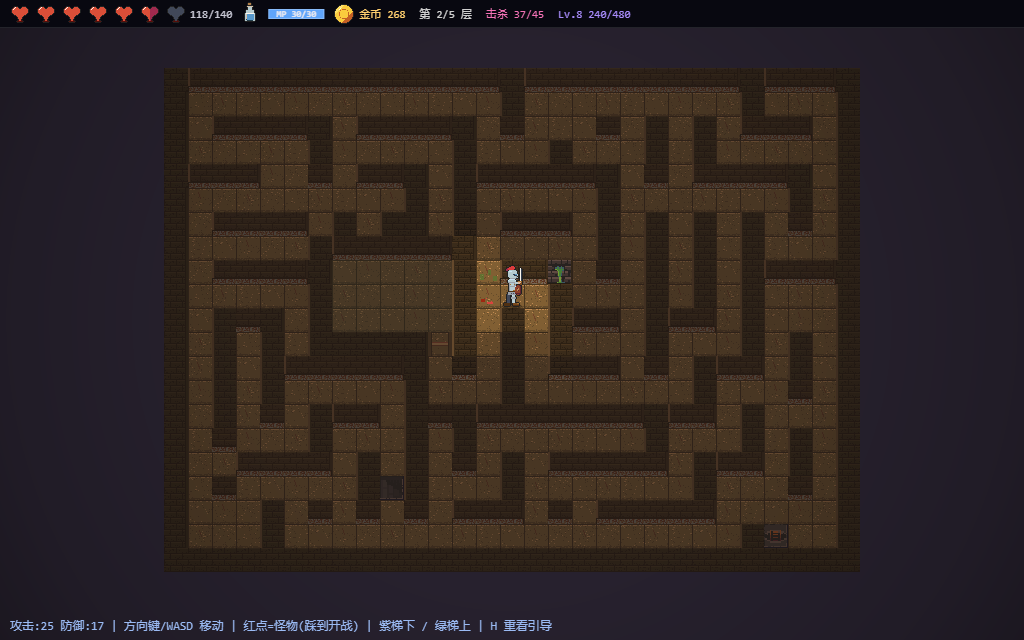 118/140 MP 30/30 金币 268 第 2/5 层 击杀 37/45 Lv.8 240/480
攻击:25 防御:17 | 方向键/WASD 移动 | 红点=怪物(踩到开战) | 紫梯下 / 绿梯上 | H 重看引导